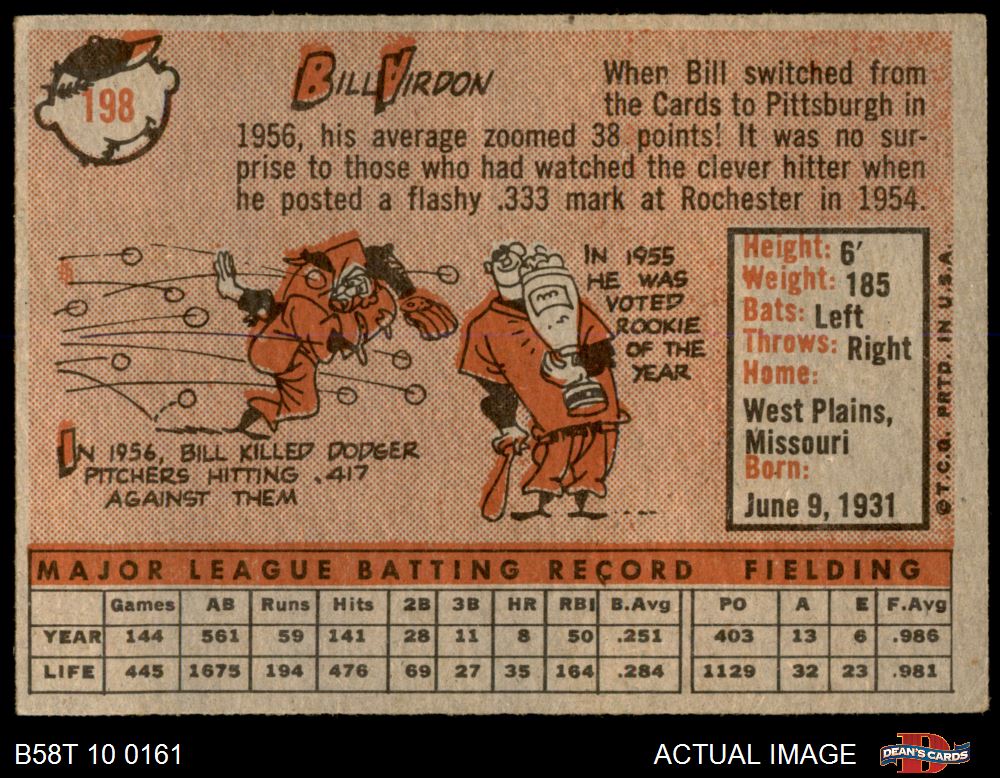 198
BILL VIRDON
When Bill switched from
the Cards to Pittsburgh in
1956, his average zoomed 38 points! It was no sur-
prise to those who had watched the clever hitter when
he posted a flashy .333 mark at Rochester in 1954.
IN 1955
HE WAS
VOTED
ROOKIE
OF THE
YEAR
IN 1956, BILL KILLED DODGER
PITCHERS HITTING .417
AGAINST THEM
Height: 6'
Weight: 185
Bats: Left
Throws: Right
Home:
West Plains,
Missouri
Born:
June 9, 1931
© T.C.G. PRTD. IN U.S.A.
MAJOR LEAGUE BATTING RECORD FIELDING
Games AB Runs Hits 2B 3B HR RBI B.Avg PO A E F.Avg
YEAR 144 561 59 141 28 11 8 50 .251 403 13 6 .986
LIFE 445 1675 194 476 69 27 35 164 .284 1129 32 23 .981
B58T 10 0161 ACTUAL IMAGE DEAN'S CARDS